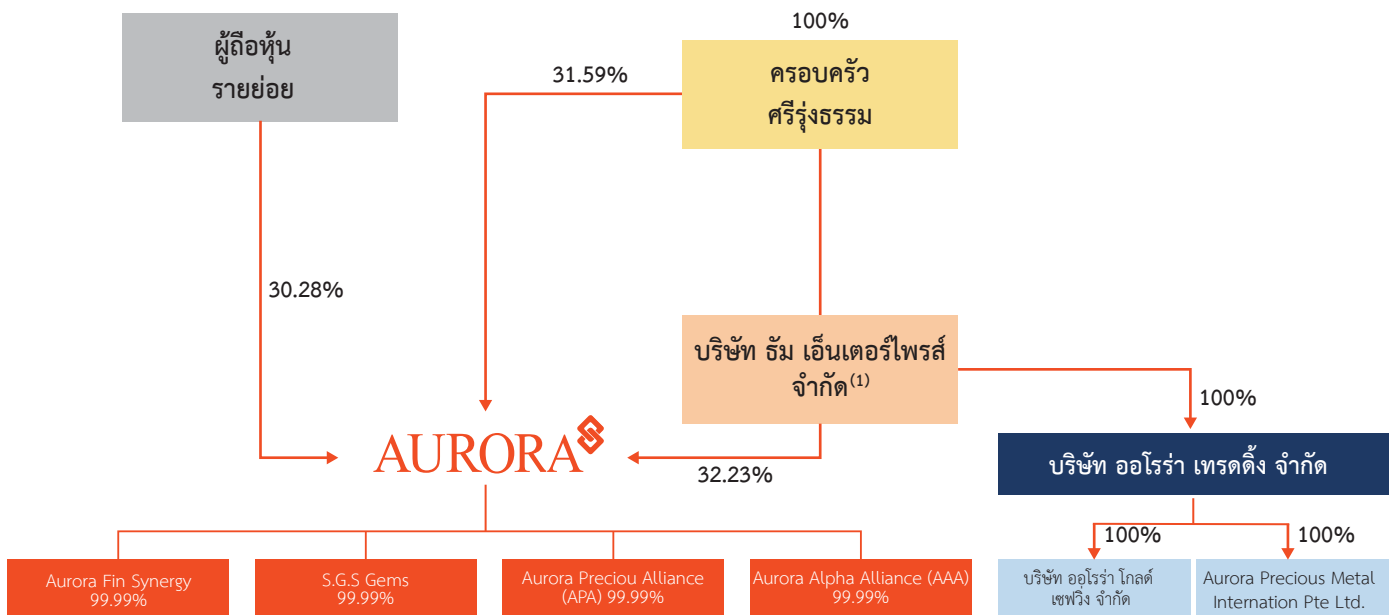 100%
ผู้ถือหุ้น
รายย่อย
31.59%
ครอบครัว
ศรีรุ่งธรรม
30.28%
บริษัท ธัม เอ็นเตอร์ไพรส์
จำกัด(1)
100%
AURORA
32.23%
บริษัท ออโรร่า เทรดดิ้ง จำกัด
100%
100%
Aurora Fin Synergy
99.99%
S.G.S Gems
99.99%
Aurora Preciou Alliance
(APA) 99.99%
Aurora Alpha Alliance (AAA)
99.99%
บริษัท ออโรร่า โกลด์
เซฟวิ่ง จำกัด
Aurora Precious Metal
Internation Pte Ltd.